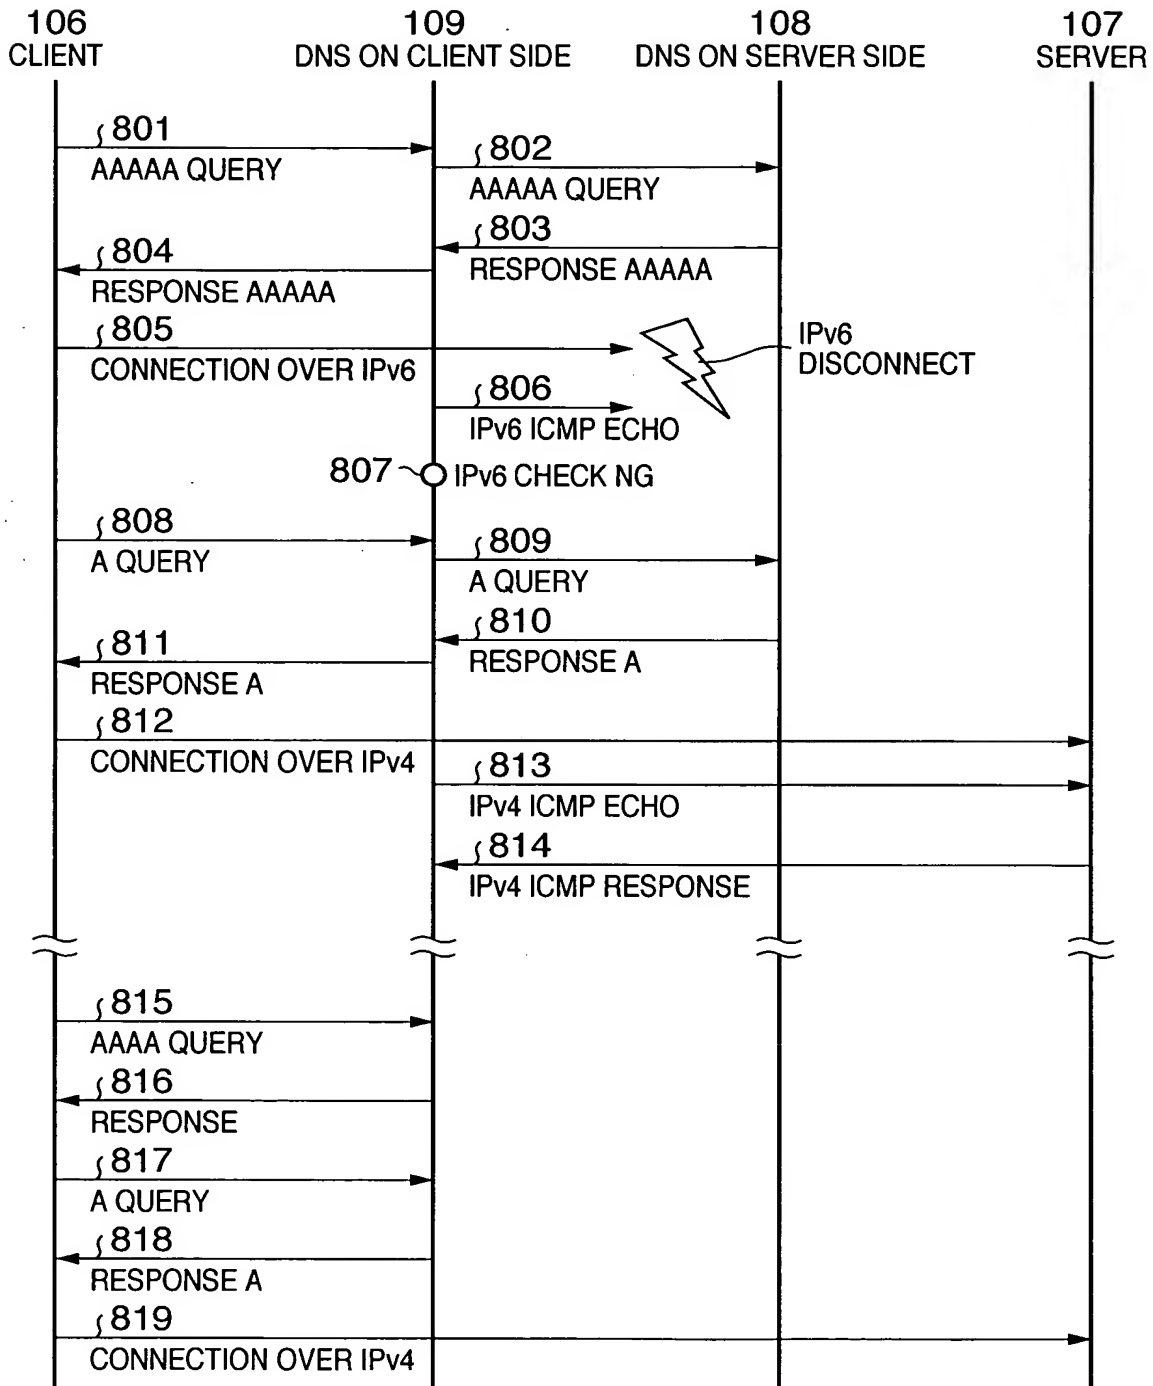 106
CLIENT
109
DNS ON CLIENT SIDE
108
DNS ON SERVER SIDE
107
SERVER
801
AAAAA QUERY
802
AAAAA QUERY
803
RESPONSE AAAAA
804
RESPONSE AAAAA
805
CONNECTION OVER IPv6
IPv6
DISCONNECT
806
IPv6 ICMP ECHO
807
IPv6 CHECK NG
808
A QUERY
809
A QUERY
810
RESPONSE A
811
RESPONSE A
812
CONNECTION OVER IPv4
813
IPv4 ICMP ECHO
814
IPv4 ICMP RESPONSE
815
AAAA QUERY
816
RESPONSE
817
A QUERY
818
RESPONSE A
819
CONNECTION OVER IPv4